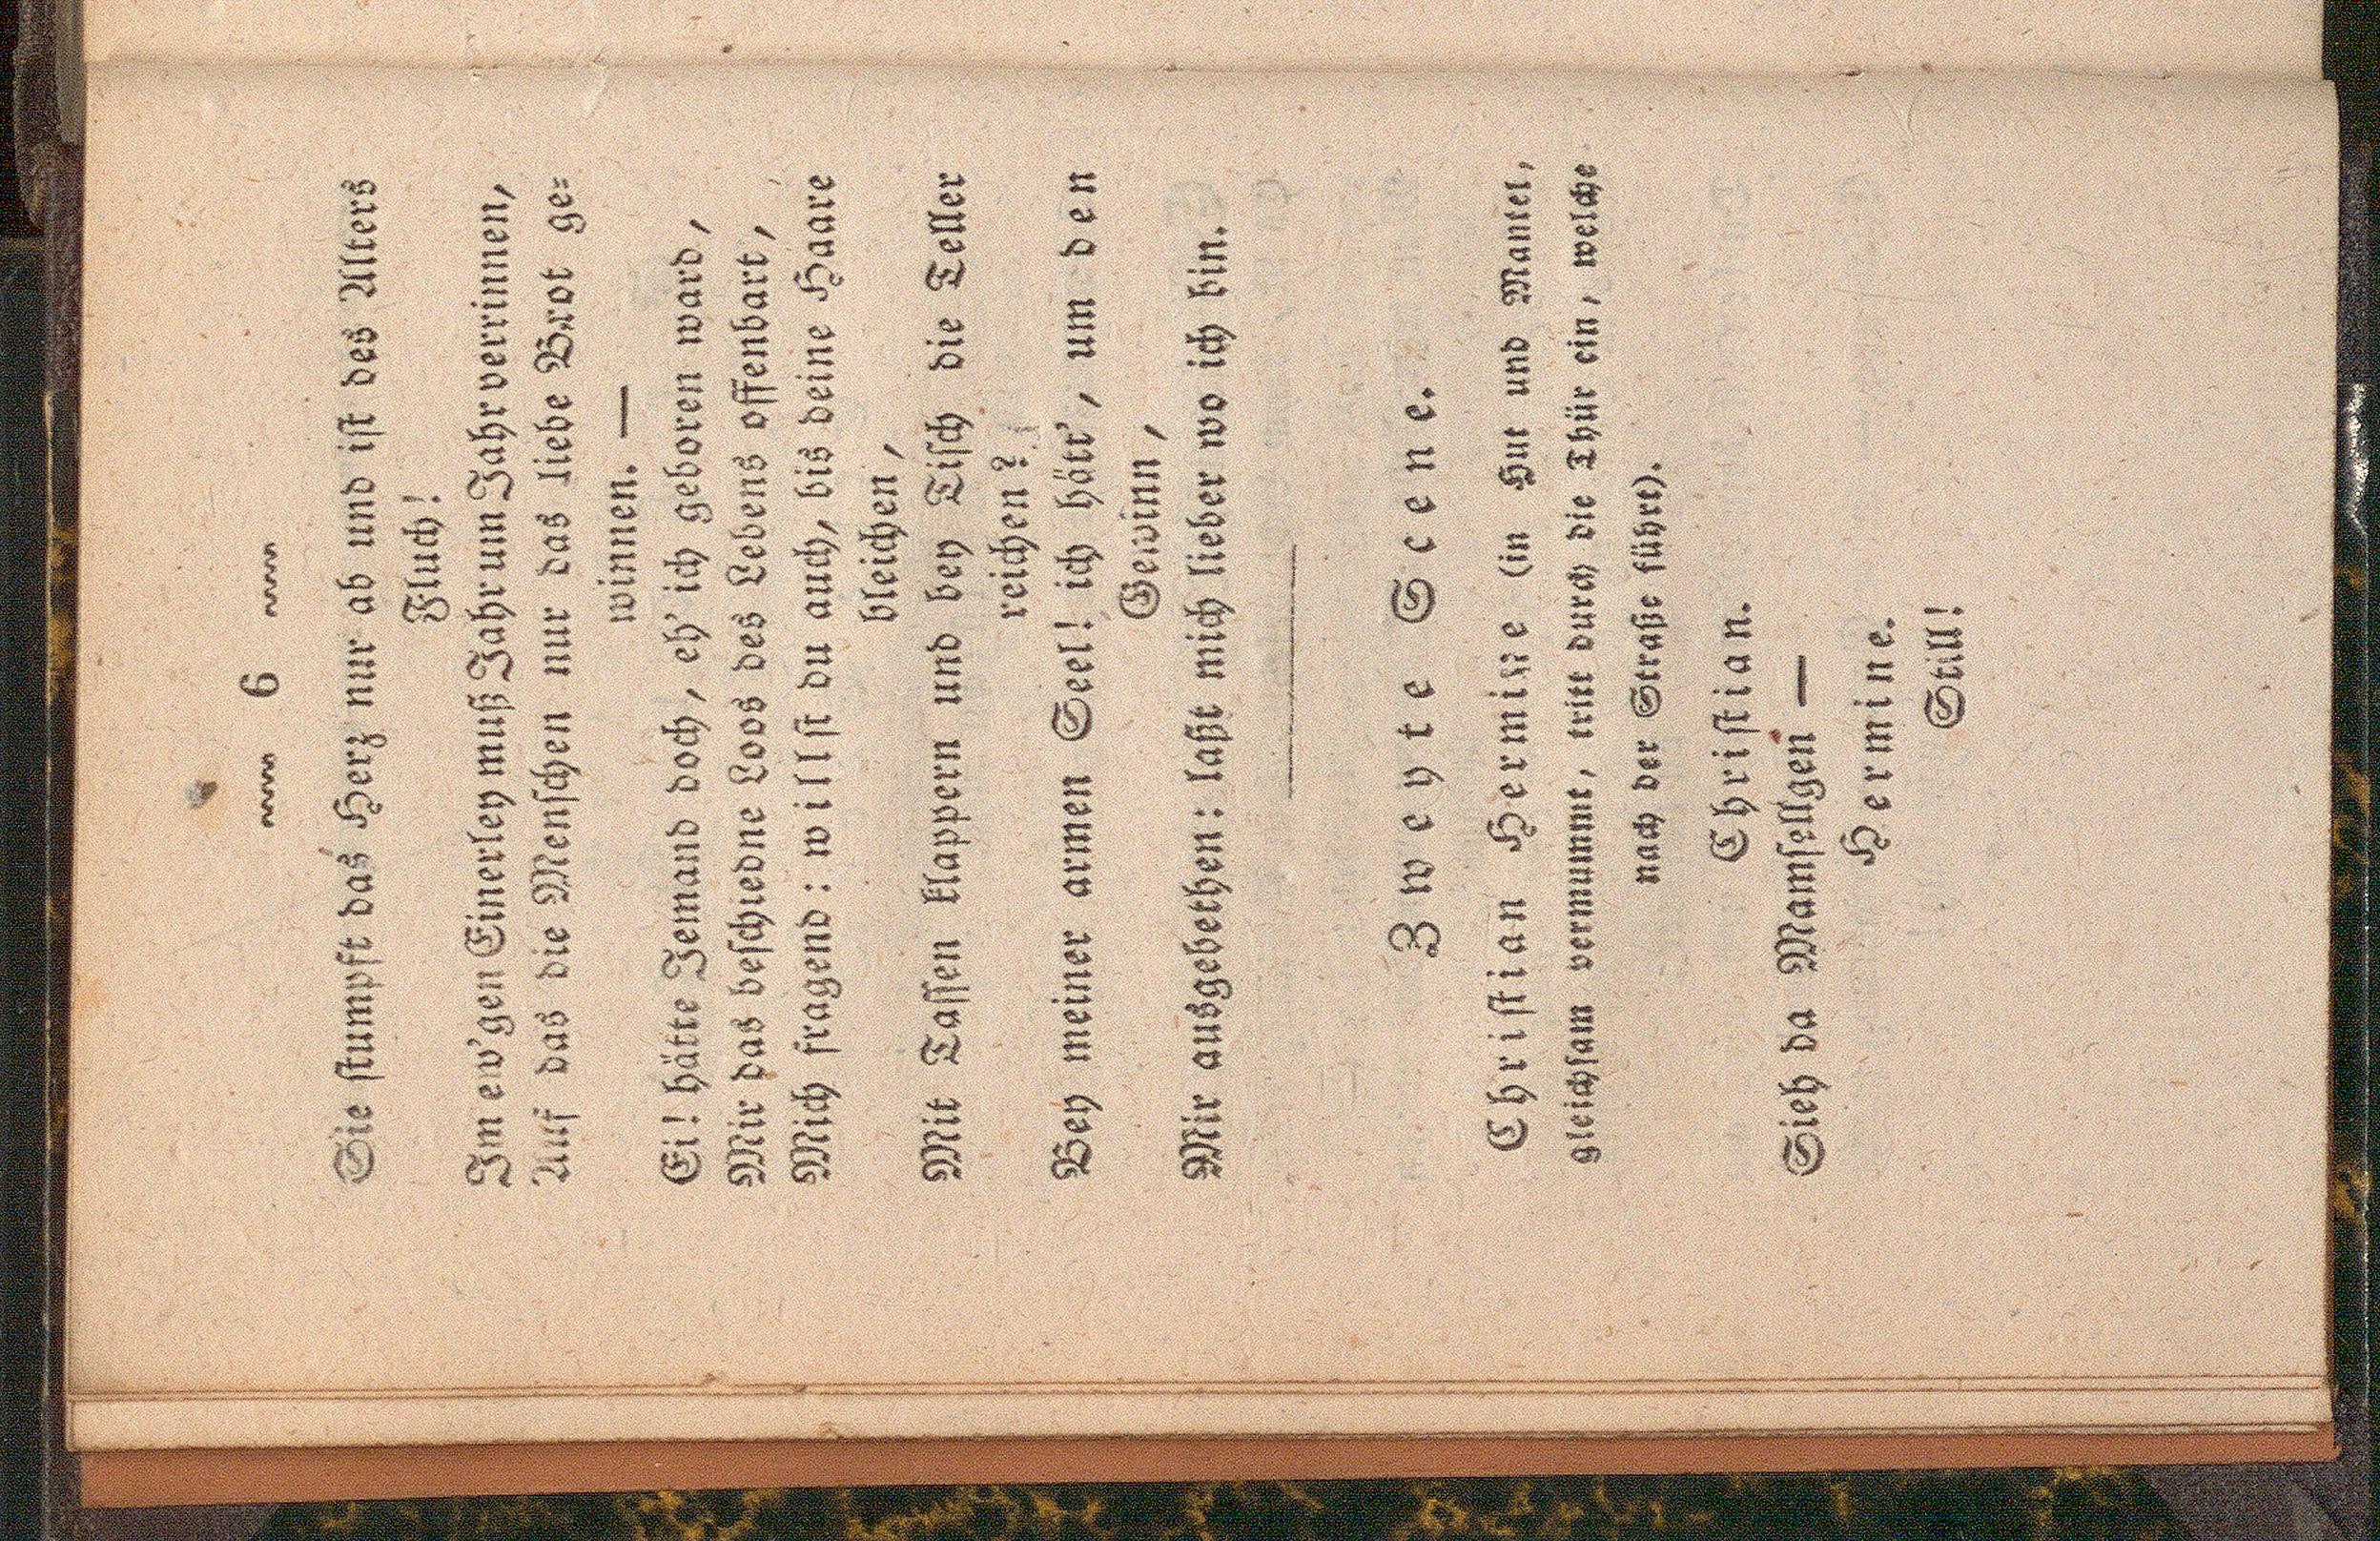 6
Sie ſtumpft das Herz nur ab und iſt des Alters
Fluch!
Im ew'gen Einerley muß Jahr um Jahr verrinnen,
Auf das die Menſchen nur das liebe Brot ge⸗
winnen. —
Ei! hätte Jemand doch, eh' ich geboren ward,
Mir das beſchiedne Loos des Lebens offenbart,
Mich fragend: willſt du auch, bis deine Haare
bleichen,
Mit Taſſen klappern und bey Tiſch die Teller
reichen?
Bey meiner armen Seel! ich hätt', um den
Gewinn,
Mir ausgebethen: laßt mich lieber wo ich bin.
Zweyte Scene.
Chriſtian Hermine (in Hut und Mantel,
gleichſam vermummt, tritt durch die Thür ein, welche
nach der Straße führt).
Chriſtian.
Sieh da Mamſellgen —
Hermine.
Still!